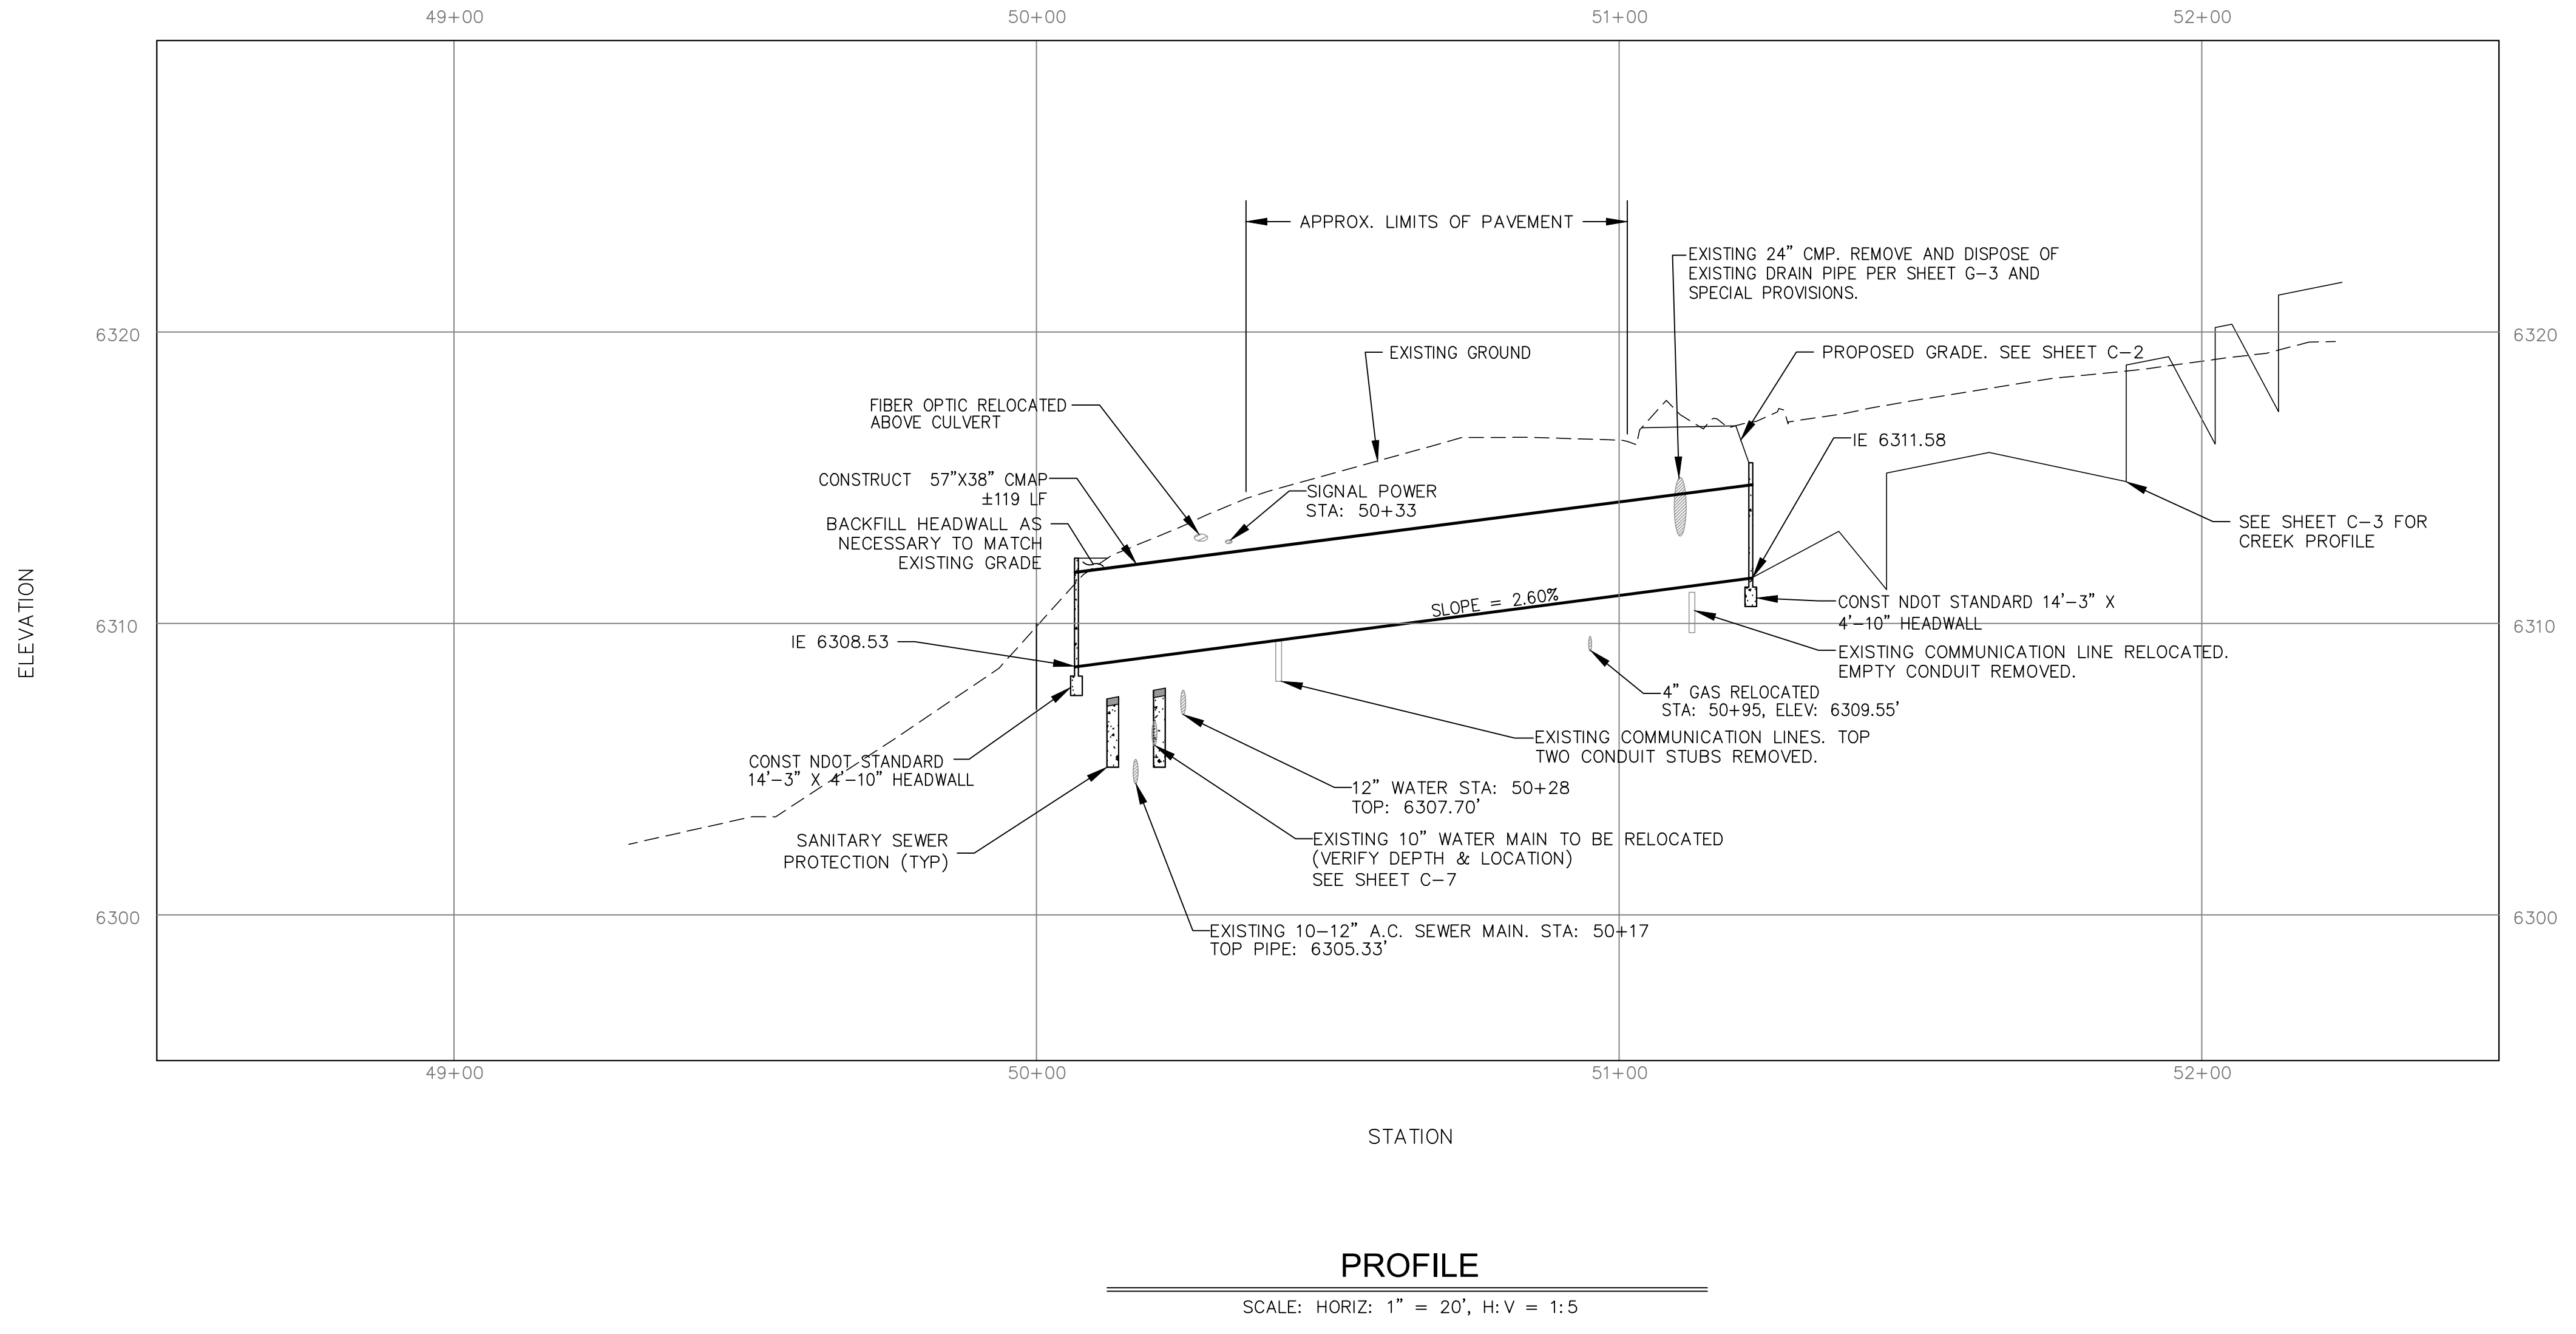 49+00 50+00 51+00 52+00
APPROX. LIMITS OF PAVEMENT
EXISTING 24” CMP. REMOVE AND DISPOSE OF
EXISTING DRAIN PIPE PER SHEET G-3 AND
SPECIAL PROVISIONS.
6320
6320
EXISTING GROUND
PROPOSED GRADE. SEE SHEET C-2
FIBER OPTIC RELOCATED
ABOVE CULVERT
IE 6311.58
CONSTRUCT 57”X38” CMAP
±119 LF
SIGNAL POWER
STA: 50+33
BACKFILL HEADWALL AS
NECESSARY TO MATCH
EXISTING GRADE
SEE SHEET C-3 FOR
CREEK PROFILE
ELEVATION
SLOPE = 2.60%
CONST NDOT STANDARD 14'-3” X
4'-10” HEADWALL
6310
6310
IE 6308.53
EXISTING COMMUNICATION LINE RELOCATED.
EMPTY CONDUIT REMOVED.
4” GAS RELOCATED
STA: 50+95, ELEV: 6309.55'
EXISTING COMMUNICATION LINES. TOP
TWO CONDUIT STUBS REMOVED.
CONST NDOT STANDARD
14'-3” X 4'-10” HEADWALL
12” WATER STA: 50+28
TOP: 6307.70'
SANITARY SEWER
PROTECTION (TYP)
EXISTING 10” WATER MAIN TO BE RELOCATED
(VERIFY DEPTH & LOCATION)
SEE SHEET C-7
6300
6300
EXISTING 10-12” A.C. SEWER MAIN. STA: 50+17
TOP PIPE: 6305.33'
49+00 50+00 51+00 52+00
STATION
PROFILE
SCALE: HORIZ: 1” = 20', H:V = 1:5